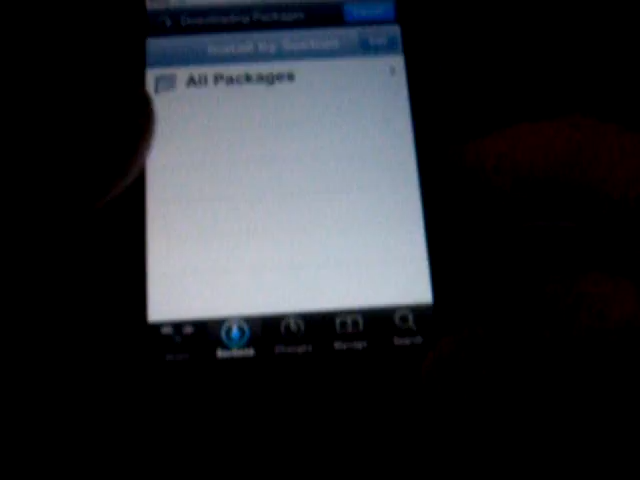 Downloading Packages
Install by Section
All Packages
Sections
Changes
Manage
Search